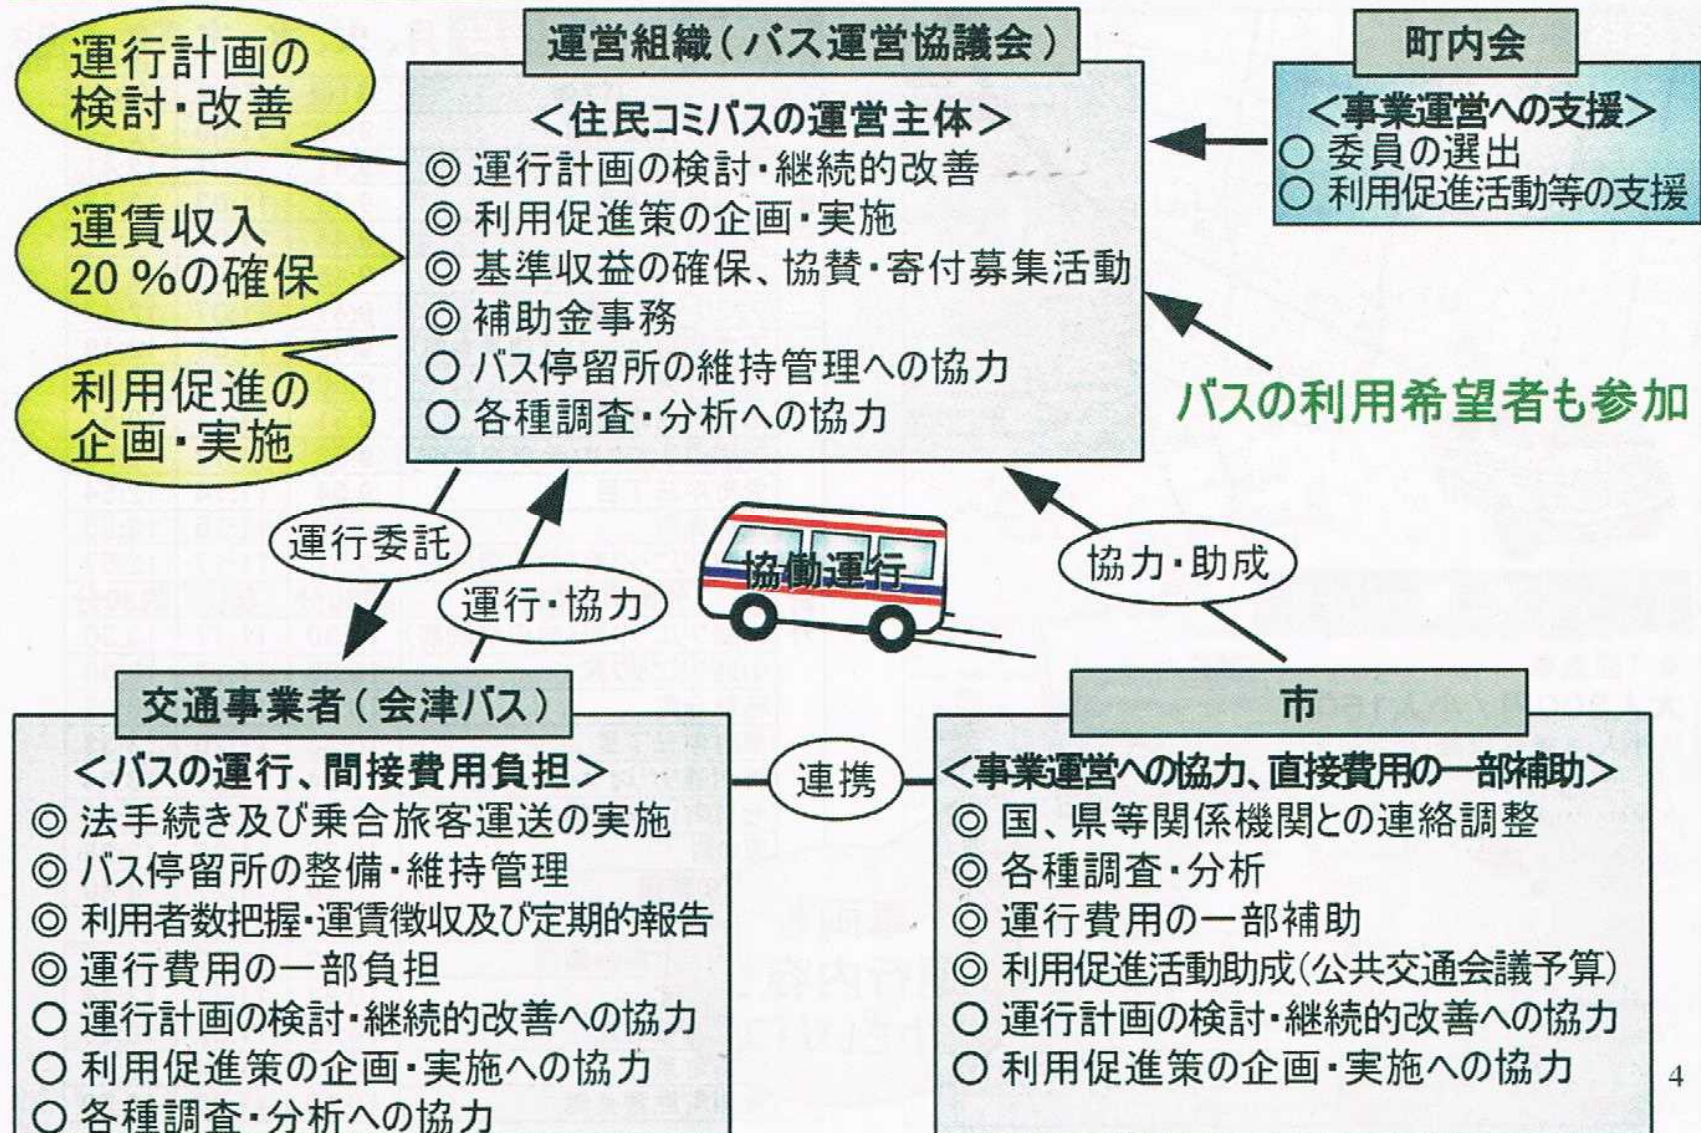 運行計画の
検討・改善
運賃収入
20％の確保
利用促進の
企画・実施
運営組織（バス運営協議会）
＜住民コミバスの運営主体＞
◎ 運行計画の検討・継続的改善
◎ 利用促進策の企画・実施
◎ 基準収益の確保、協賛・寄付募集活動
◎ 補助金事務
○ バス停留所の維持管理への協力
○ 各種調査・分析への協力
町内会
＜事業運営への支援＞
○ 委員の選出
○ 利用促進活動等の支援
バスの利用希望者も参加
運行委託
運行・協力
協働運行
協力・助成
交通事業者（会津バス）
＜バスの運行、間接費用負担＞
◎ 法手続き及び乗合旅客運送の実施
◎ バス停留所の整備・維持管理
◎ 利用者数把握・運賃徴収及び定期的報告
◎ 運行費用の一部負担
○ 運行計画の検討・継続的改善への協力
○ 利用促進策の企画・実施への協力
○ 各種調査・分析への協力
連携
市
＜事業運営への協力、直接費用の一部補助＞
◎ 国、県等関係機関との連絡調整
◎ 各種調査・分析
◎ 運行費用の一部補助
◎ 利用促進活動助成（公共交通会議予算）
○ 運行計画の検討・継続的改善への協力
○ 利用促進策の企画・実施への協力
4